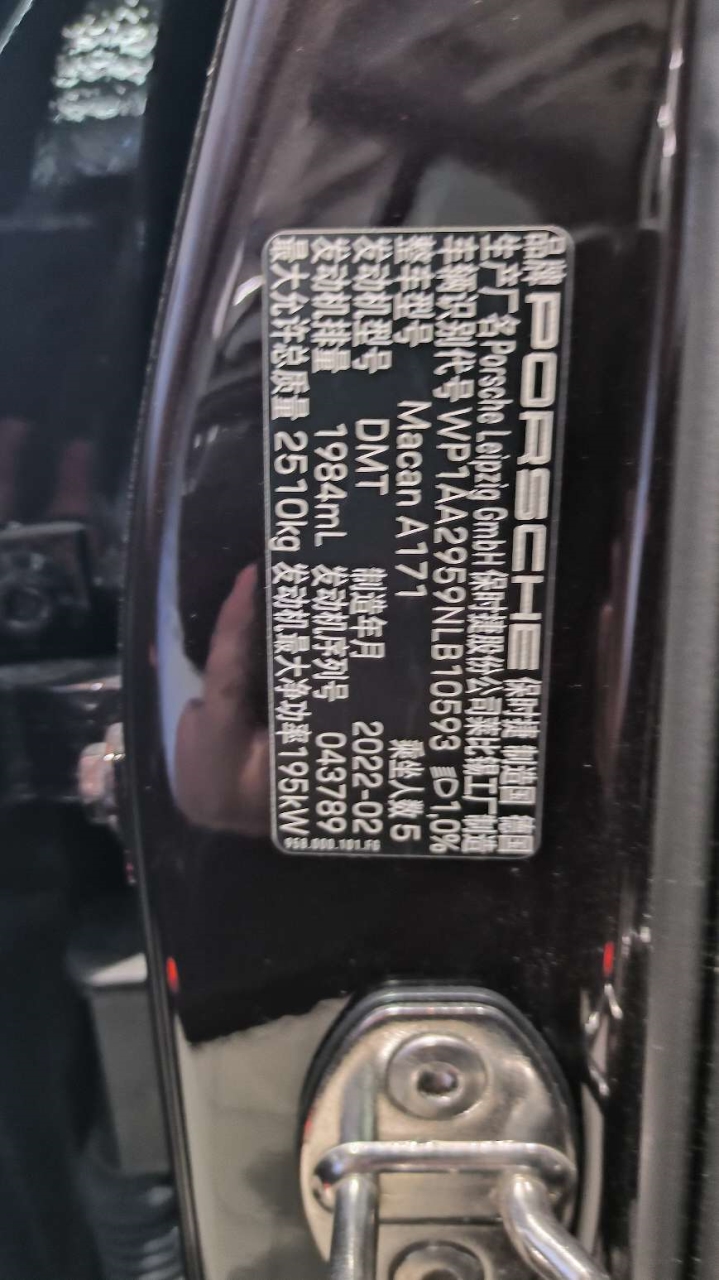 品牌 PORSCHE 保时捷 制造国 德国
生产厂名 Porsche Leipzig GmbH 保时捷股份公司莱比锡工厂制造
车辆识别代号 WP1AA2959NLB10593 1,0%
整车型号 Macan A171 乘坐人数 5
发动机型号 DMT 制造年月 2022-02
发动机排量 1984mL 发动机序列号 043789
最大允许总质量 2510kg 发动机最大净功率 195kW
958.000.101.FG